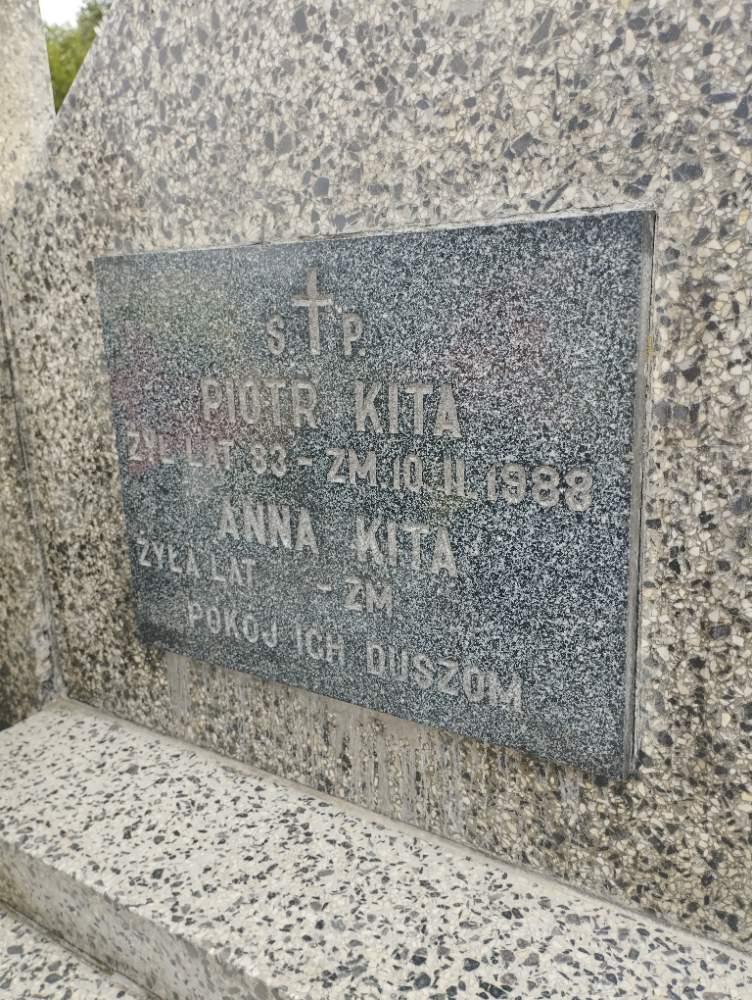 Ś. P.
PIOTR KITA
ŻYŁ LAT 83 - ZM. 10. II. 1988
ANNA KITA
ŻYŁA LAT - ZM
POKÓJ ICH DUSZOM